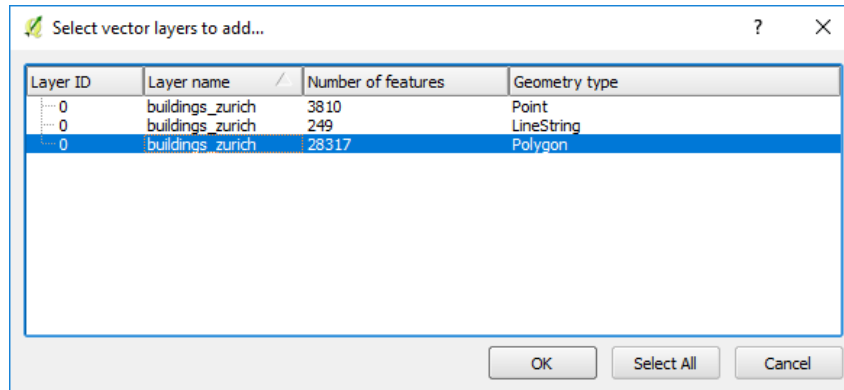 Select vector layers to add...
? X
Layer ID Layer name Number of features Geometry type
0 buildings_zurich 3810 Point
0 buildings_zurich 249 LineString
0 buildings_zurich 28317 Polygon
OK Select All Cancel